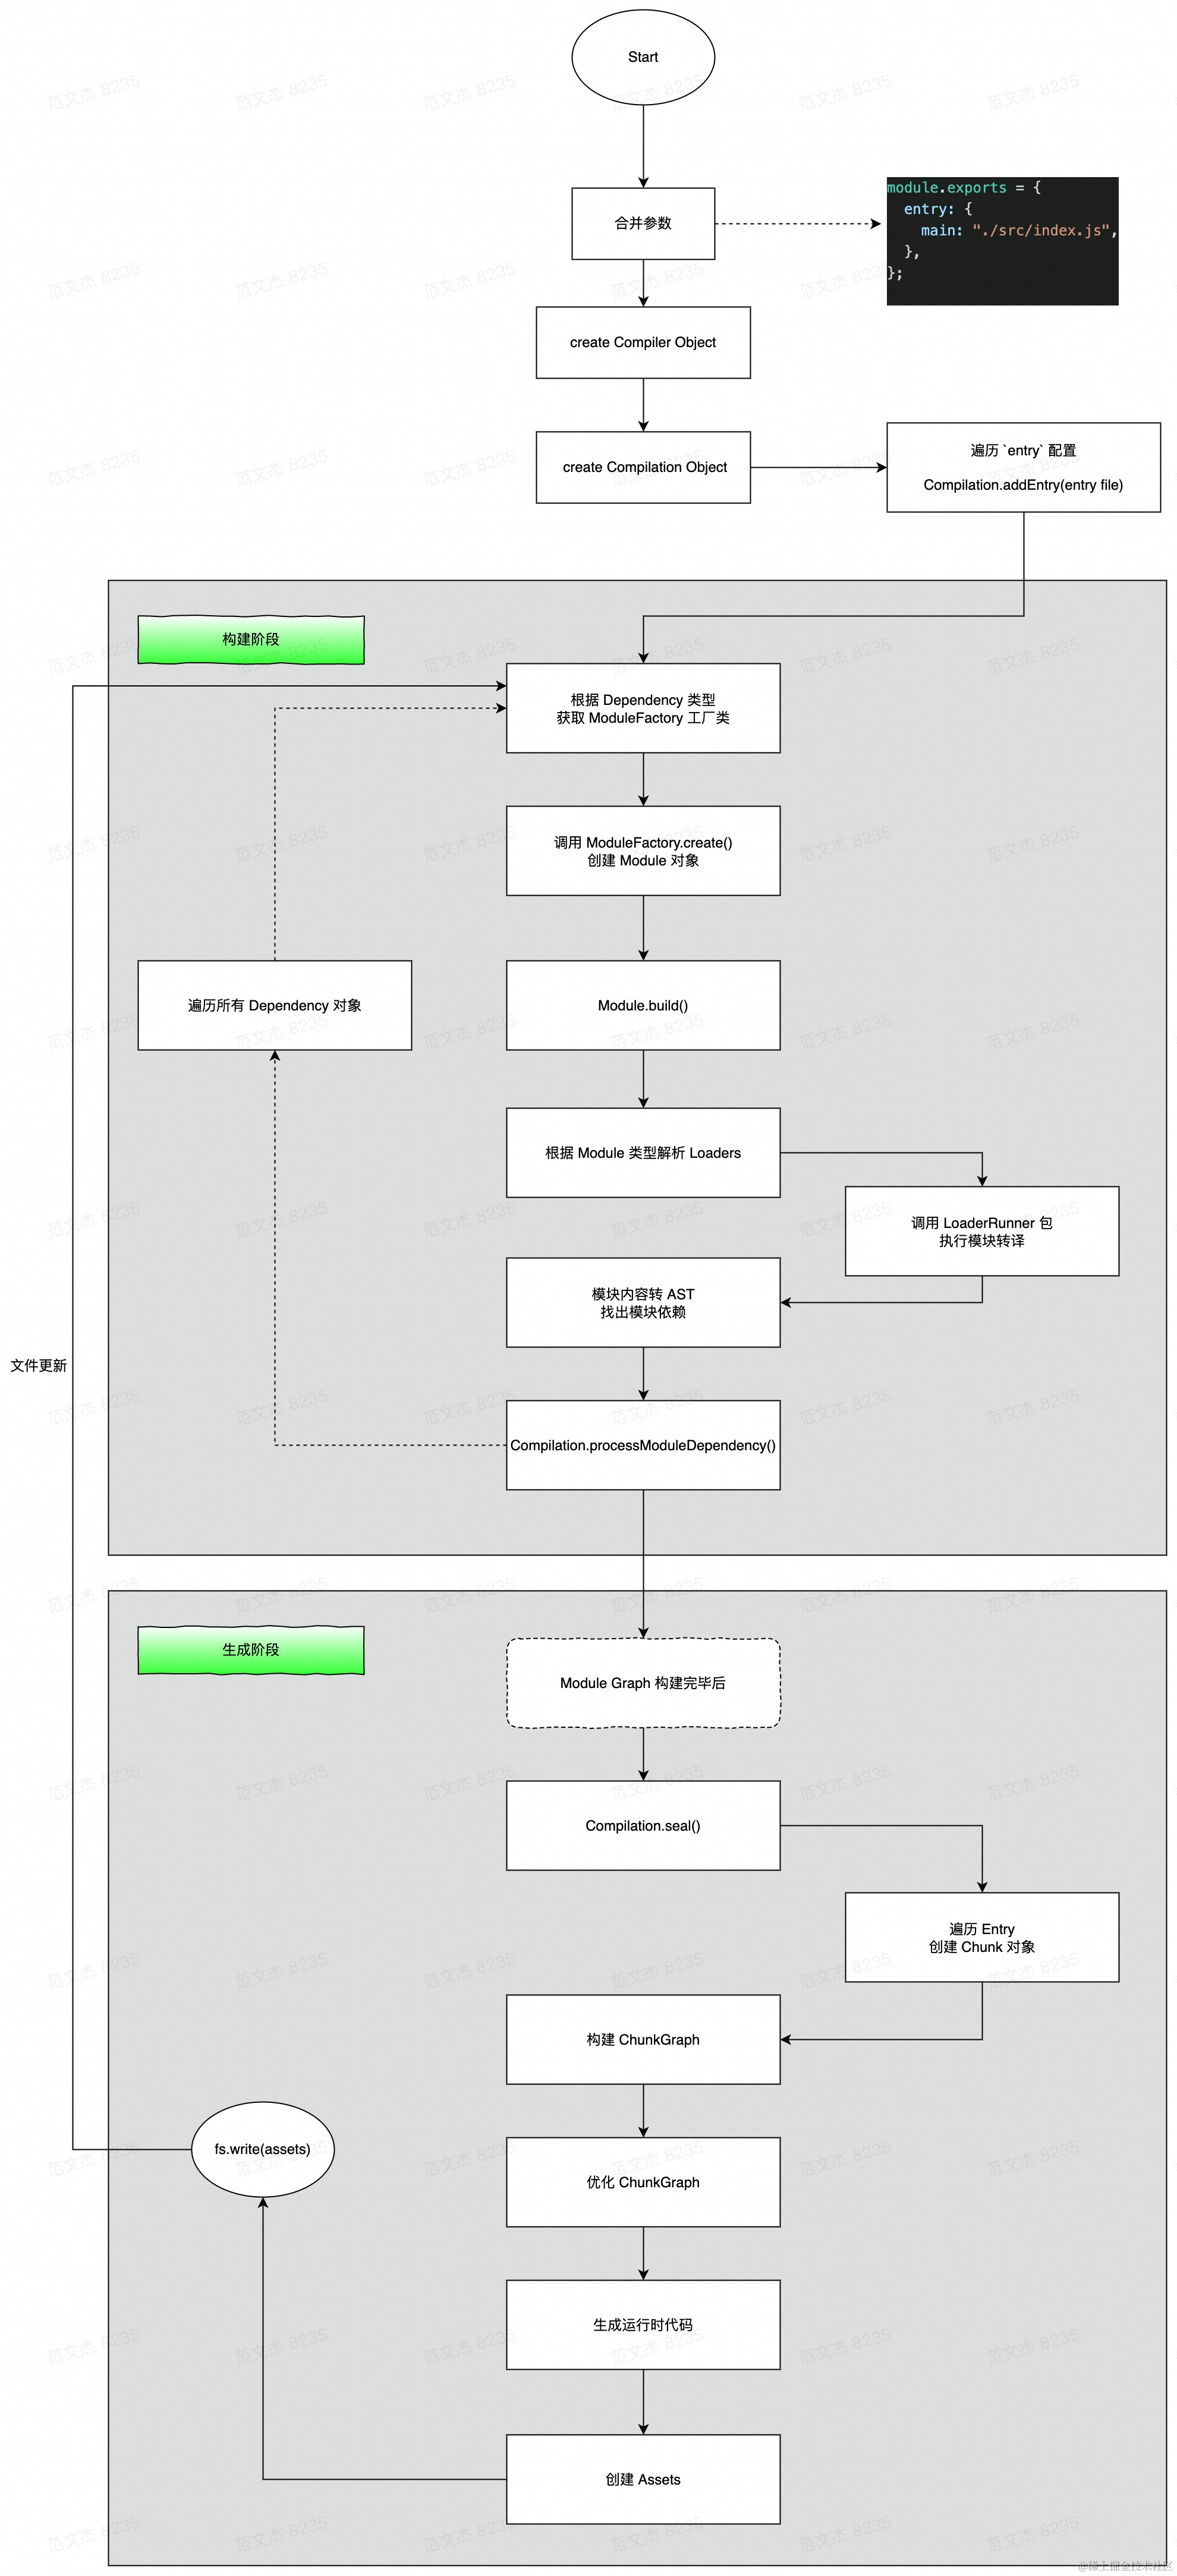 Start
合并参数
module.exports = {
entry: {
main: "./src/index.js",
},
};
create Compiler Object
create Compilation Object
遍历 `entry` 配置
Compilation.addEntry(entry file)
构建阶段
根据 Dependency 类型
获取 ModuleFactory 工厂类
调用 ModuleFactory.create()
创建 Module 对象
遍历所有 Dependency 对象
Module.build()
根据 Module 类型解析 Loaders
调用 LoaderRunner 包
执行模块转译
模块内容转 AST
找出模块依赖
文件更新
Compilation.processModuleDependency()
生成阶段
Module Graph 构建完毕后
Compilation.seal()
遍历 Entry
创建 Chunk 对象
构建 ChunkGraph
fs.write(assets)
优化 ChunkGraph
生成运行时代码
创建 Assets
范文杰 8235
@稀土掘金技术社区